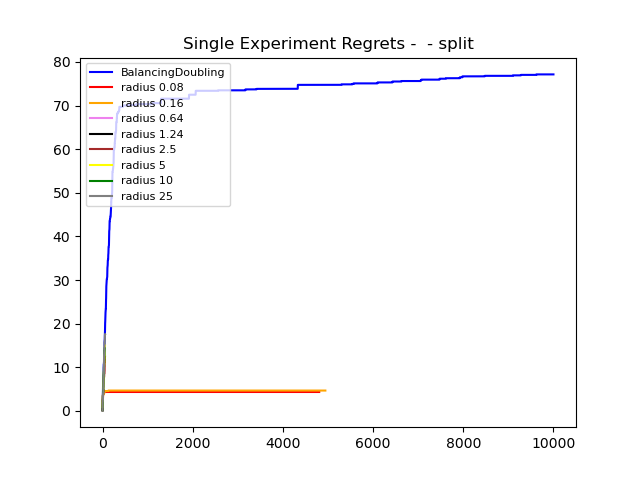 Single Experiment Regrets -  - split
80
70
60
50
40
30
20
10
0
BalancingDoubling
radius 0.08
radius 0.16
radius 0.64
radius 1.24
radius 2.5
radius 5
radius 10
radius 25
0 2000 4000 6000 8000 10000